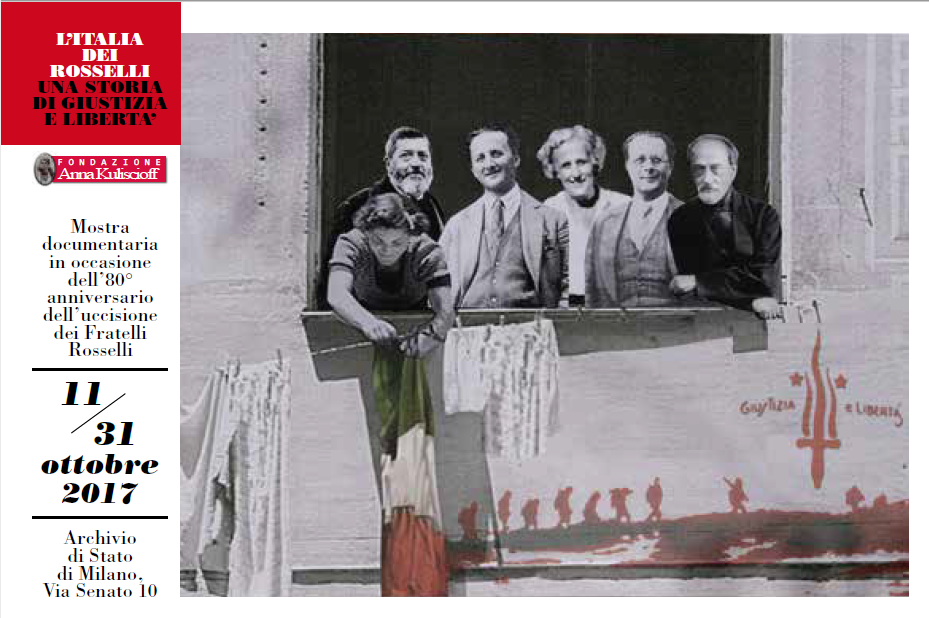 L'ITALIA
DEI
ROSSELLI
UNA STORIA
DI GIUSTIZIA
E LIBERTA'
FONDAZIONE
Anna Kuliscioff
Mostra
documentaria
in occasione
dell'80°
anniversario
dell'uccisione
dei Fratelli
Rosselli
11/31
ottobre
2017
Archivio
di Stato
di Milano,
Via Senato 10
GIUSTIZIA e LIBERTÁ